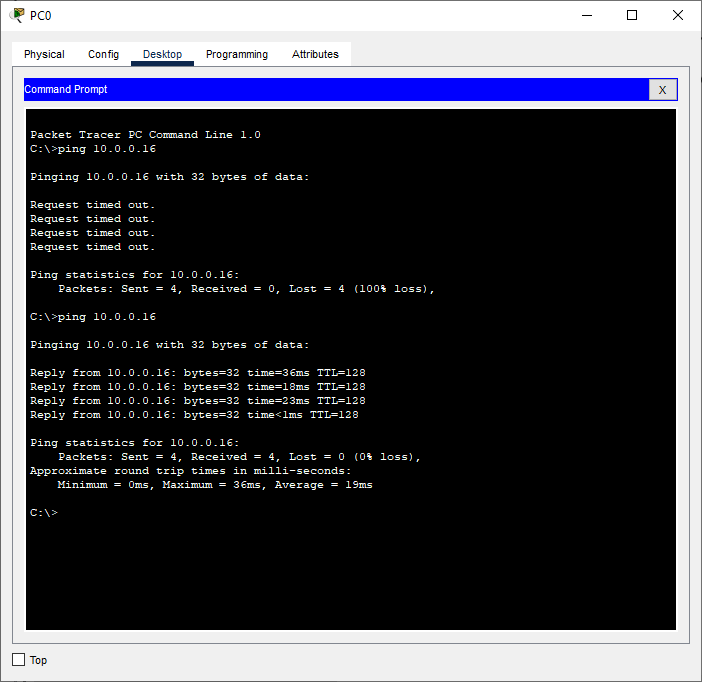 PC0
Physical Config Desktop Programming Attributes
Command Prompt X
Packet Tracer PC Command Line 1.0
C:\>ping 10.0.0.16
Pinging 10.0.0.16 with 32 bytes of data:
Request timed out.
Request timed out.
Request timed out.
Request timed out.
Ping statistics for 10.0.0.16:
    Packets: Sent = 4, Received = 0, Lost = 4 (100% loss),
C:\>ping 10.0.0.16
Pinging 10.0.0.16 with 32 bytes of data:
Reply from 10.0.0.16: bytes=32 time=36ms TTL=128
Reply from 10.0.0.16: bytes=32 time=18ms TTL=128
Reply from 10.0.0.16: bytes=32 time=23ms TTL=128
Reply from 10.0.0.16: bytes=32 time<1ms TTL=128
Ping statistics for 10.0.0.16:
    Packets: Sent = 4, Received = 4, Lost = 0 (0% loss),
Approximate round trip times in milli-seconds:
    Minimum = 0ms, Maximum = 36ms, Average = 19ms
C:\>
Top